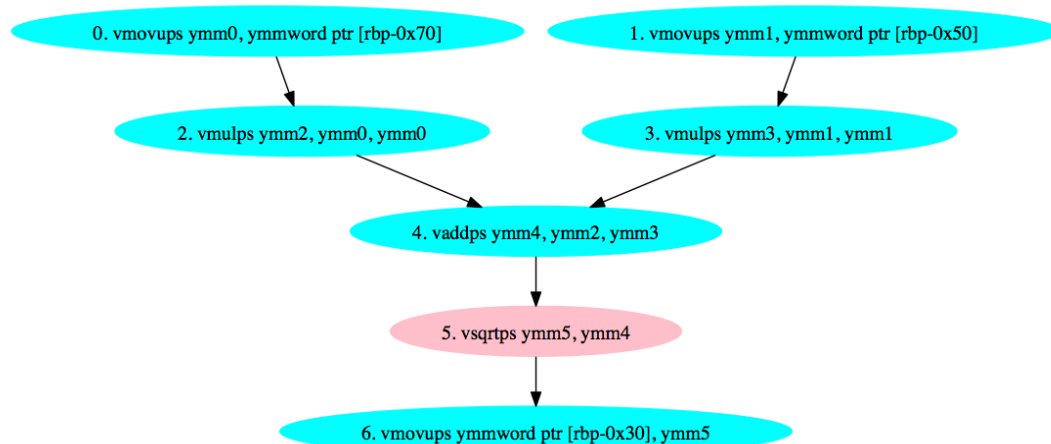 0. vmovups ymm0, ymmword ptr [rbp-0x70]
1. vmovups ymm1, ymmword ptr [rbp-0x50]
2. vmulps ymm2, ymm0, ymm0
3. vmulps ymm3, ymm1, ymm1
4. vaddps ymm4, ymm2, ymm3
5. vsqrtps ymm5, ymm4
6. vmovups ymmword ptr [rbp-0x30], ymm5